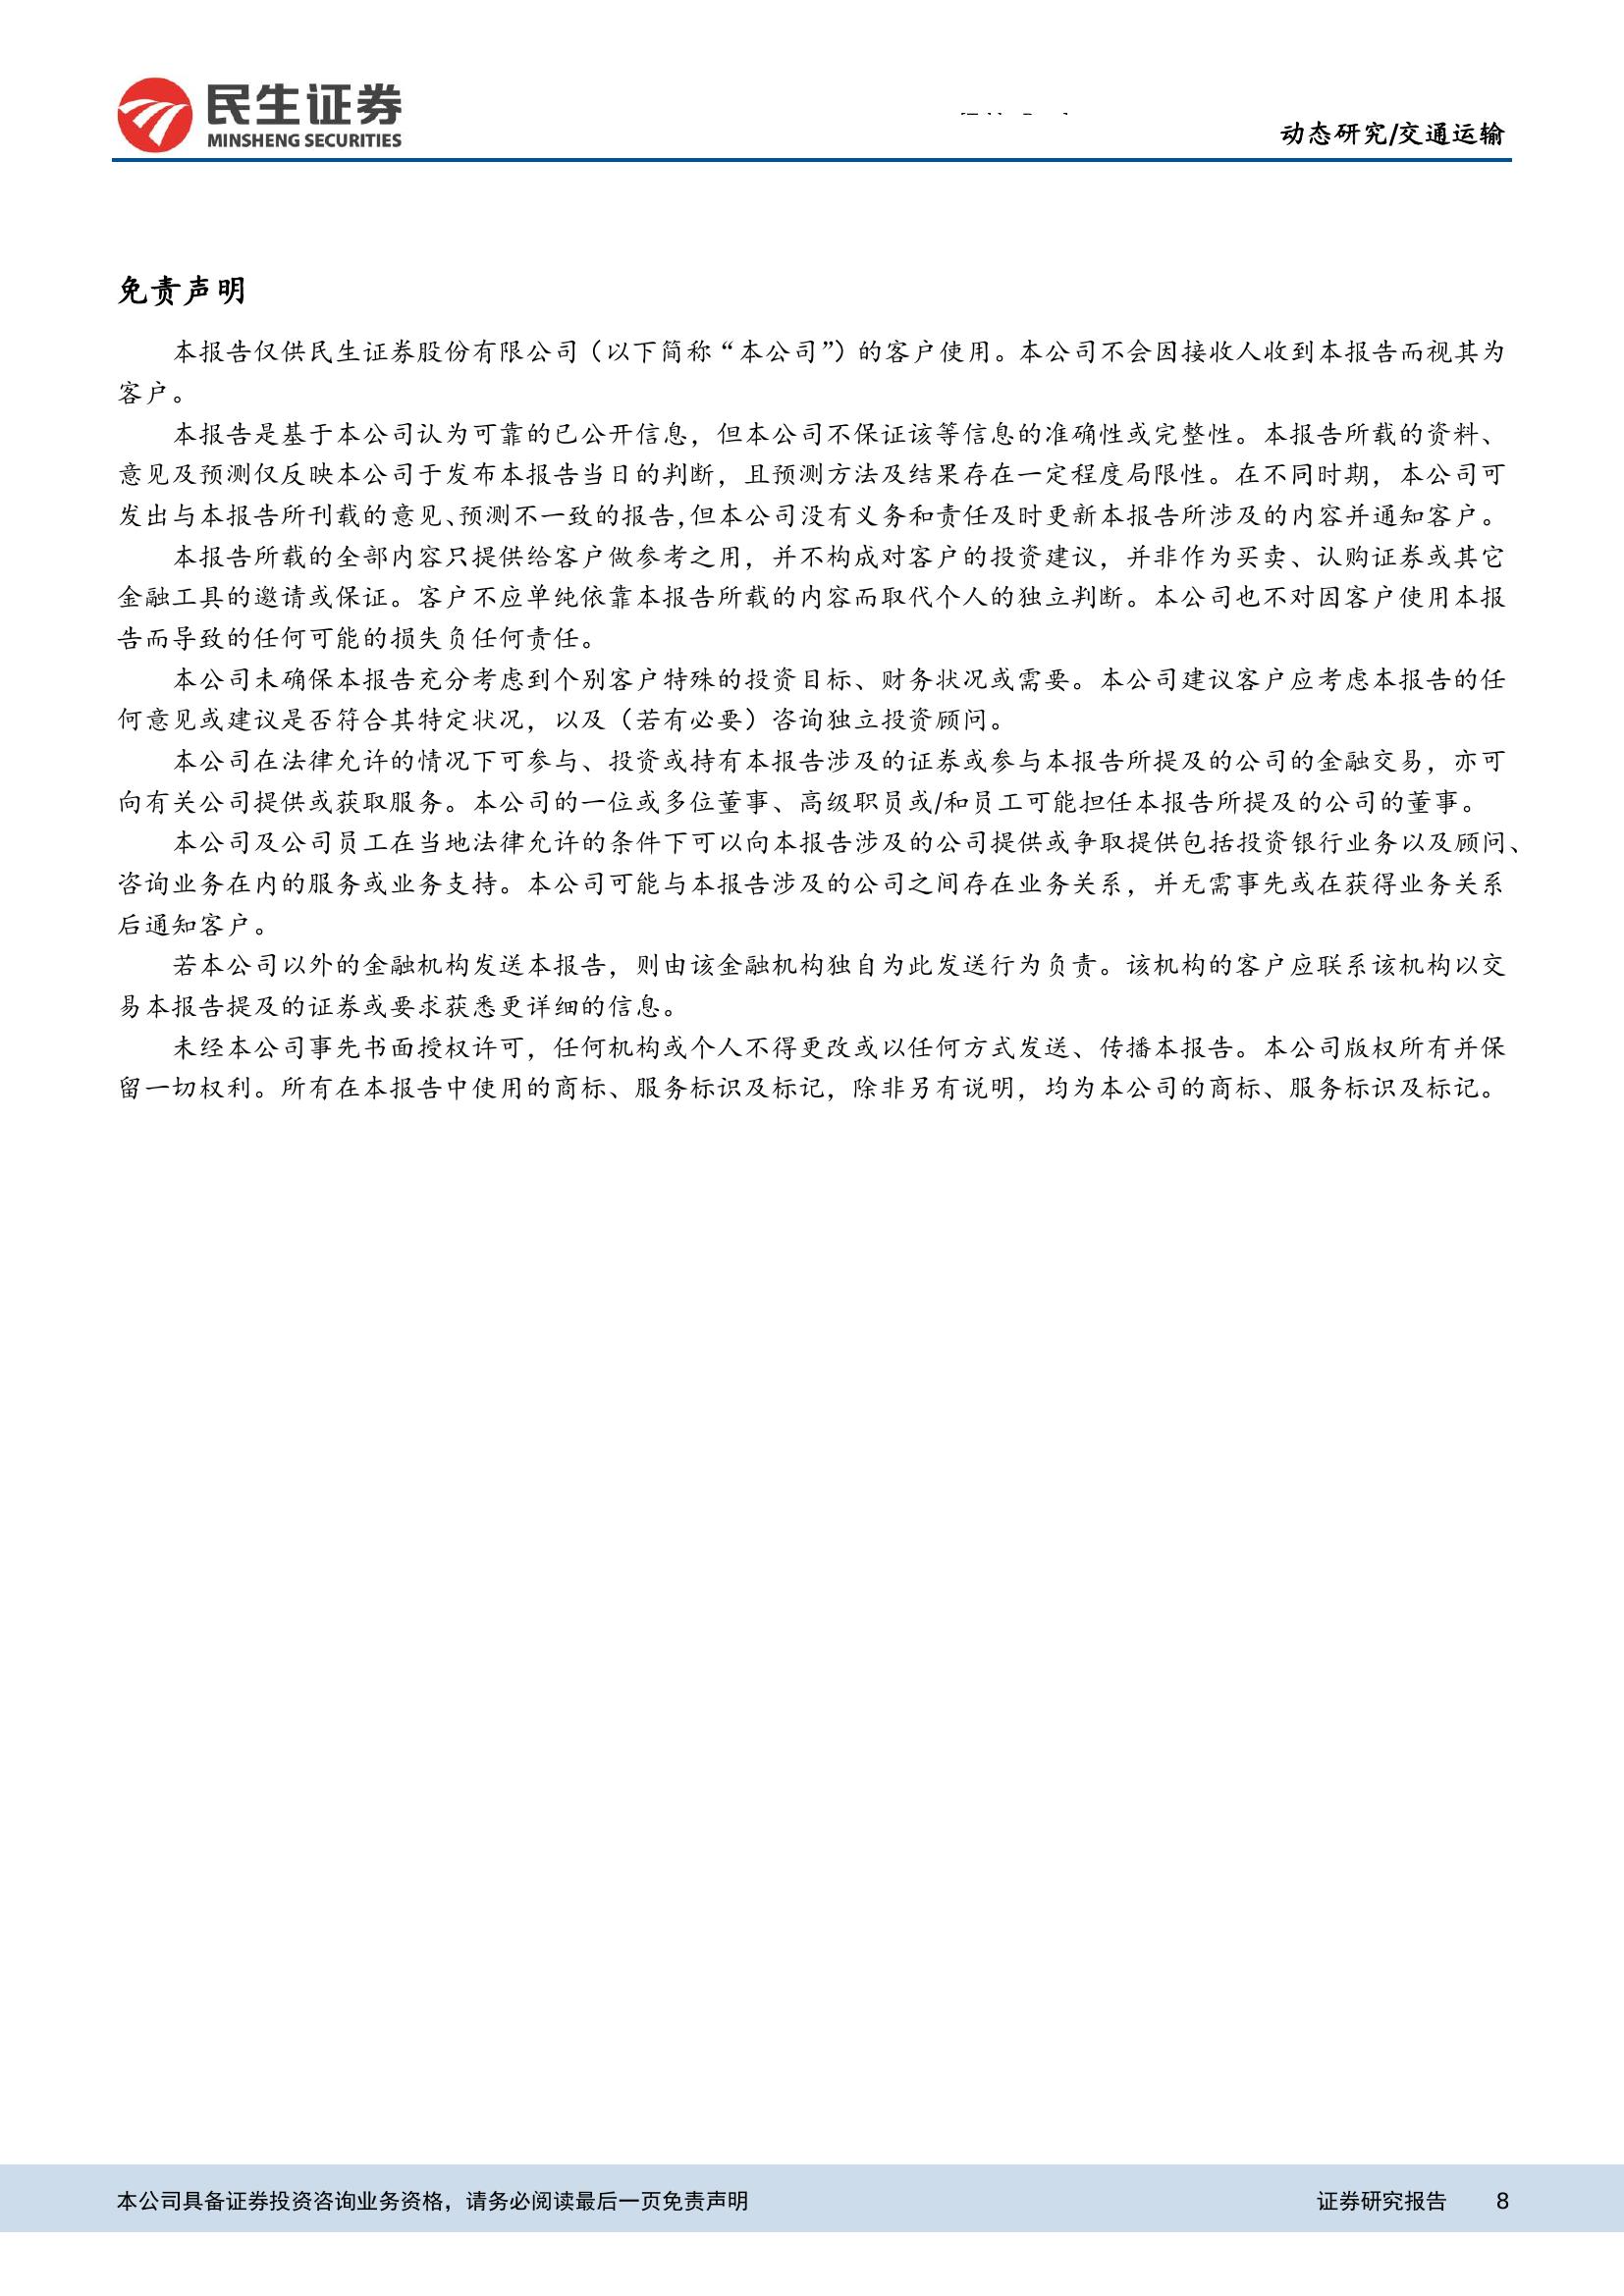 民生证券
MINSHENG SECURITIES
动态研究/交通运输
免责声明
本报告仅供民生证券股份有限公司（以下简称“本公司”）的客户使用。本公司不会因接收人收到本报告而视其为
客户。
本报告是基于本公司认为可靠的已公开信息，但本公司不保证该等信息的准确性或完整性。本报告所载的资料、
意见及预测仅反映本公司于发布本报告当日的判断，且预测方法及结果存在一定程度局限性。在不同时期，本公司可
发出与本报告所刊载的意见、预测不一致的报告，但本公司没有义务和责任及时更新本报告所涉及的内容并通知客户。
本报告所载的全部内容只提供给客户做参考之用，并不构成对客户的投资建议，并非作为买卖、认购证券或其它
金融工具的邀请或保证。客户不应单纯依靠本报告所载的内容而取代个人的独立判断。本公司也不对因客户使用本报
告而导致的任何可能的损失负任何责任。
本公司未确保本报告充分考虑到个别客户特殊的投资目标、财务状况或需要。本公司建议客户应考虑本报告的任
何意见或建议是否符合其特定状况，以及（若有必要）咨询独立投资顾问。
本公司在法律允许的情况下可参与、投资或持有本报告涉及的证券或参与本报告所提及的公司的金融交易，亦可
向有关公司提供或获取服务。本公司的一位或多位董事、高级职员或/和员工可能担任本报告所提及的公司的董事。
本公司及公司员工在当地法律允许的条件下可以向本报告涉及的公司提供或争取提供包括投资银行业务以及顾问、
咨询业务在内的服务或业务支持。本公司可能与本报告涉及的公司之间存在业务关系，并无需事先或在获得业务关系
后通知客户。
若本公司以外的金融机构发送本报告，则由该金融机构独自为此发送行为负责。该机构的客户应联系该机构以交
易本报告提及的证券或要求获悉更详细的信息。
未经本公司事先书面授权许可，任何机构或个人不得更改或以任何方式发送、传播本报告。本公司版权所有并保
留一切权利。所有在本报告中使用的商标、服务标识及标记，除非另有说明，均为本公司的商标、服务标识及标记。
本公司具备证券投资咨询业务资格，请务必阅读最后一页免责声明
证券研究报告 8